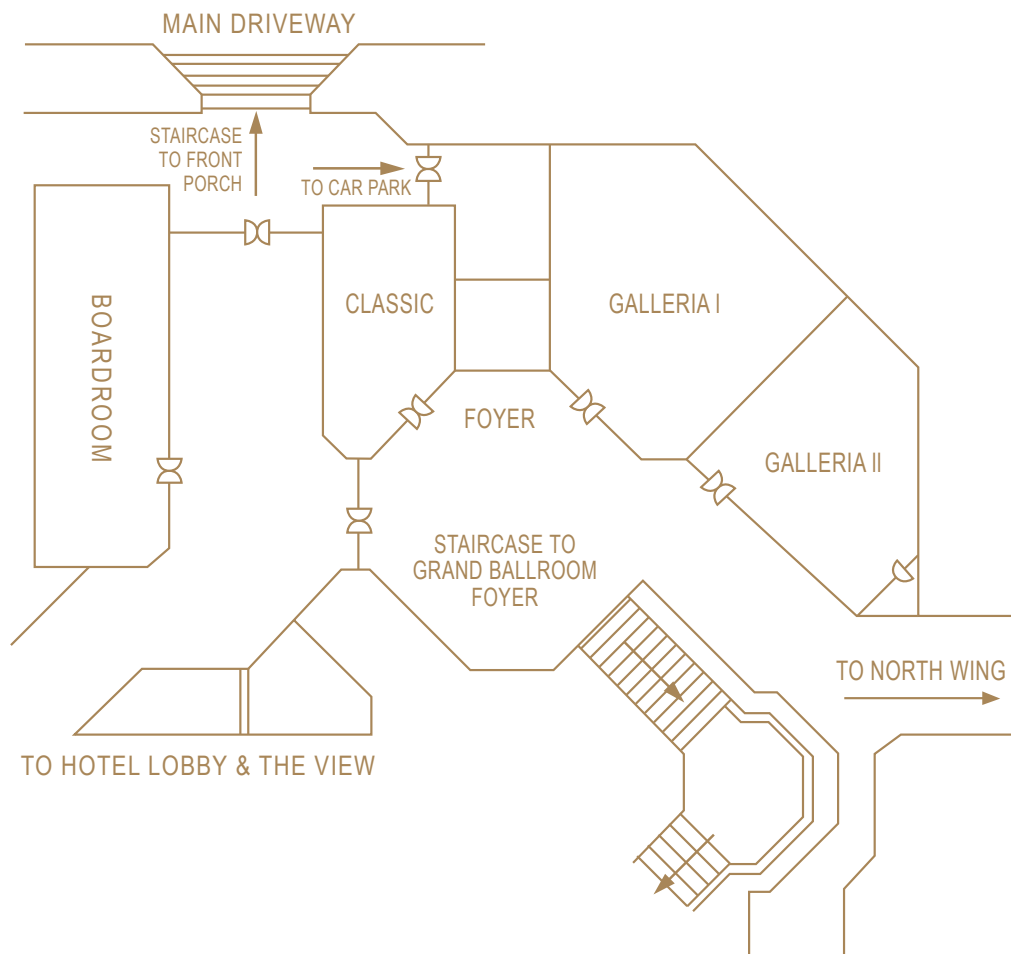 MAIN DRIVEWAY
STAIRCASE
TO FRONT
PORCH
TO CAR PARK
BOARDROOM
CLASSIC
GALLERIA I
FOYER
GALLERIA II
STAIRCASE TO
GRAND BALLROOM
FOYER
TO NORTH WING
TO HOTEL LOBBY & THE VIEW